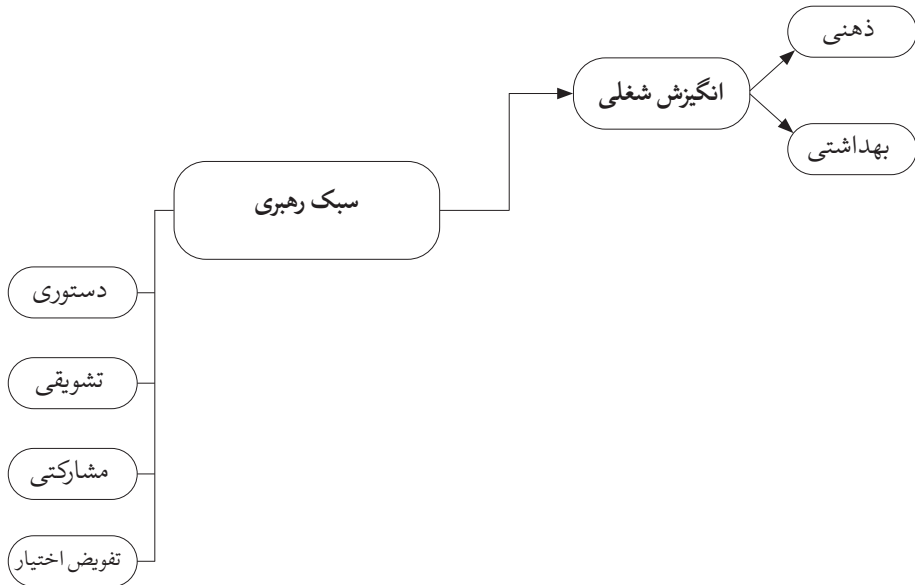 ذهنی
انگیزش شغلی
بهداشتی
سبک رهبری
دستوری
تشویقی
مشارکتی
تفویض اختیار